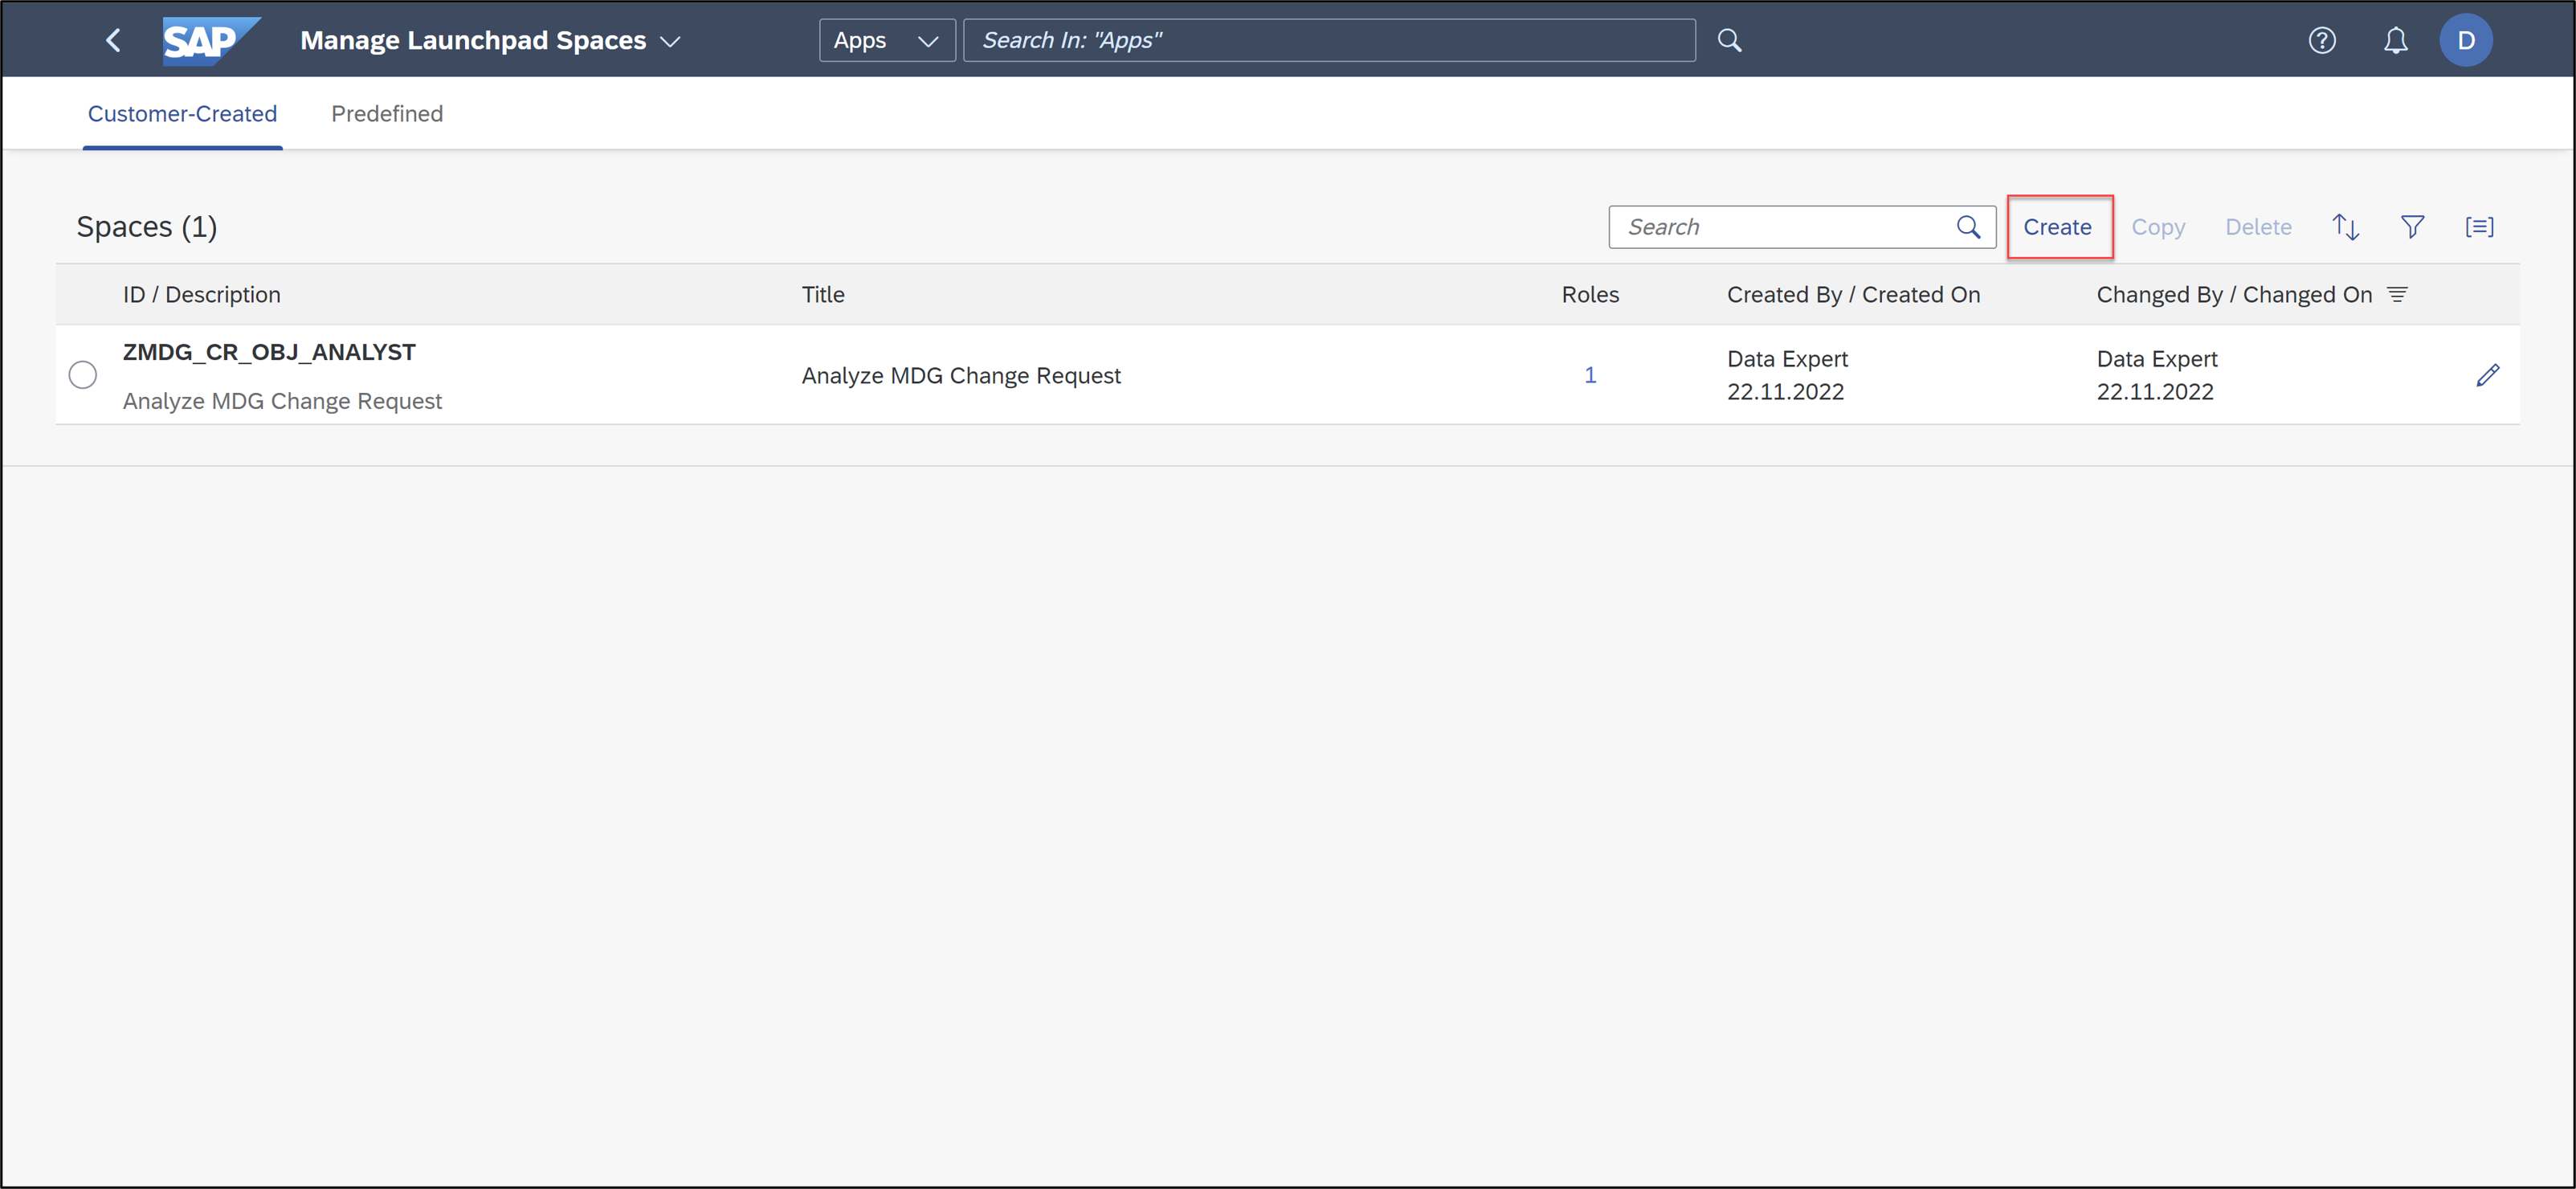 SAP Manage Launchpad Spaces Apps Search In: "Apps" D
Customer-Created Predefined
Spaces (1) Search Create Copy Delete
ID / Description Title Roles Created By / Created On Changed By / Changed On
ZMDG_CR_OBJ_ANALYST
Analyze MDG Change Request
Analyze MDG Change Request
1
Data Expert
22.11.2022
Data Expert
22.11.2022